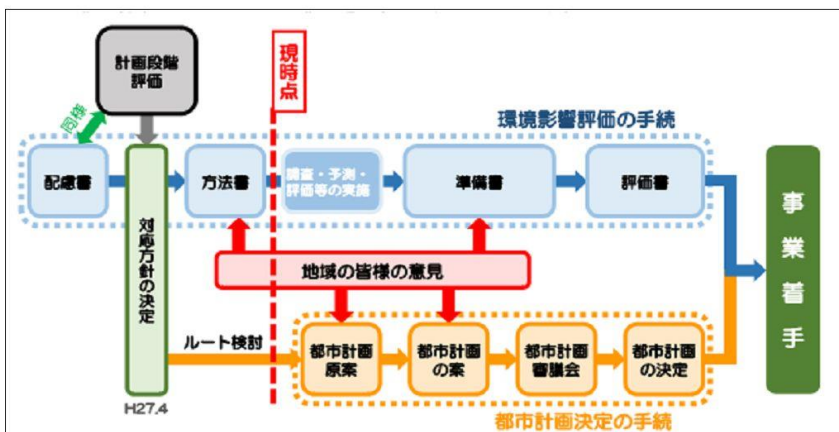 計画段階
評価
現時点
環境影響評価の手続
同様
配慮書
対応方針の決定
方法書
調査・予測・
評価等の実施
準備書
評価書
事業着手
地域の皆様の意見
ルート検討
都市計画
原案
都市計画
の案
都市計画
審議会
都市計画
の決定
H27.4
都市計画決定の手続